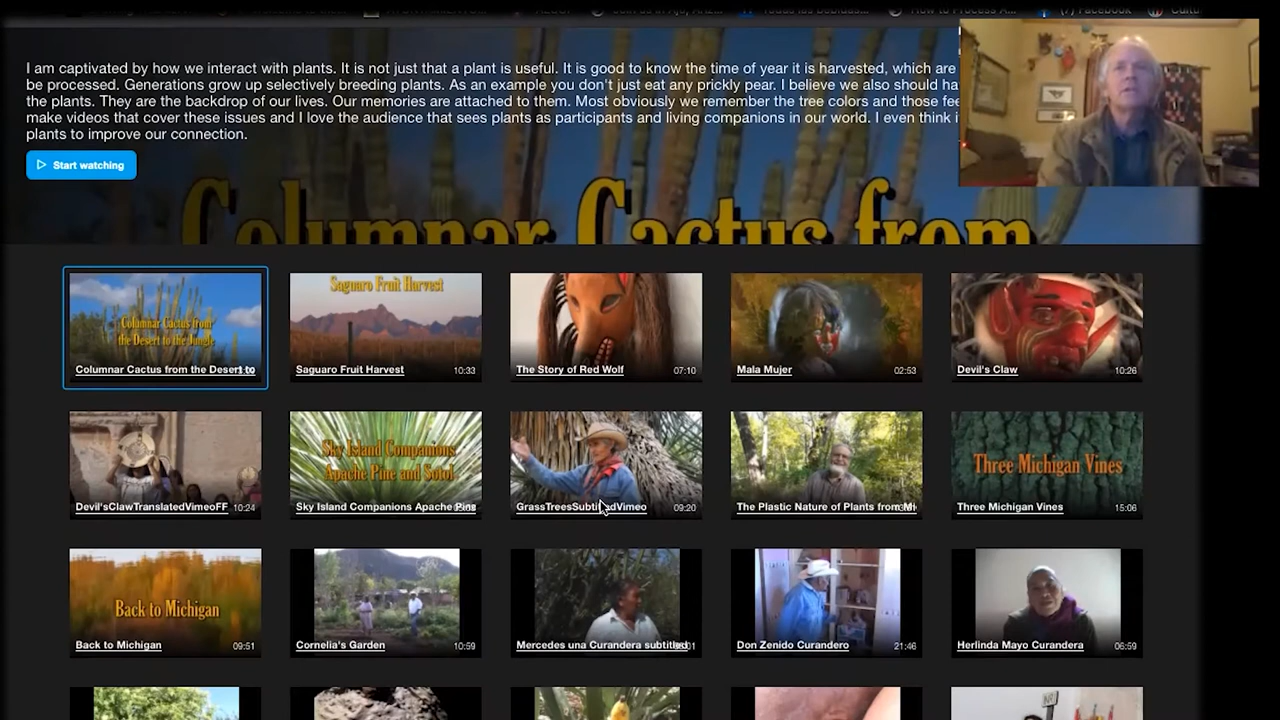 I am captivated by how we interact with plants. It is not just that a plant is useful. It is good to know the time of year it is harvested, which are
be processed. Generations grow up selectively breeding plants. As an example you don't just eat any prickly pear. I believe we also should ha
the plants. They are the backdrop of our lives. Our memories are attached to them. Most obviously we remember the tree colors and those fee
make videos that cover these issues and I love the audience that sees plants as participants and living companions in our world. I even think i
plants to improve our connection.
Start watching
Columnar Cactus from
Columnar Cactus from
the Desert to the Jungle
Columnar Cactus from the Desert to
Saguaro Fruit Harvest
Saguaro Fruit Harvest 10:33
The Story of Red Wolf 07:10
Mala Mujer 02:53
Devil's Claw 10:26
Devil'sClawTranslatedVimeoFF 10:24
Sky Island Companions
Apache Pine and Sotol
Sky Island Companions Apache Pine
GrassTreesSubtitledVimeo 09:20
The Plastic Nature of Plants from Mi
Three Michigan Vines
Three Michigan Vines 15:06
Back to Michigan
Back to Michigan 09:51
Cornelia's Garden 10:59
Mercedes una Curandera subtitled
Don Zenido Curandero 21:46
Herlinda Mayo Curandera 06:59